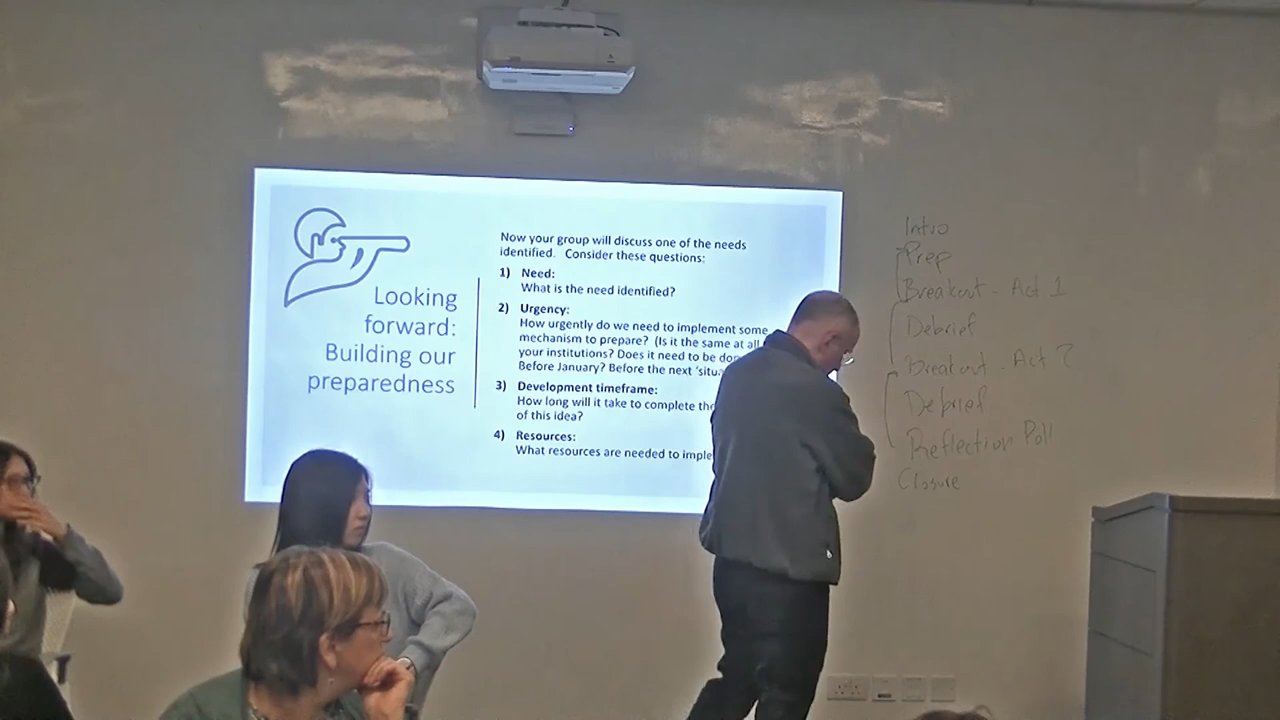 Looking
forward:
Building our
preparedness
Now your group will discuss one of the needs
identified. Consider these questions:
1) Need:
What is the need identified?
2) Urgency:
How urgently do we need to implement some
mechanism to prepare? (Is it the same at all
your institutions? Does it need to be
Before January? Before the next
3) Development timeframe:
How long will it take to complete
of this idea?
4) Resources:
What resources are needed to
Intro
Prep
Breakout - Act 1
Debrief
Breakout - Act 2
Debrief
Reflection Poll
Closure